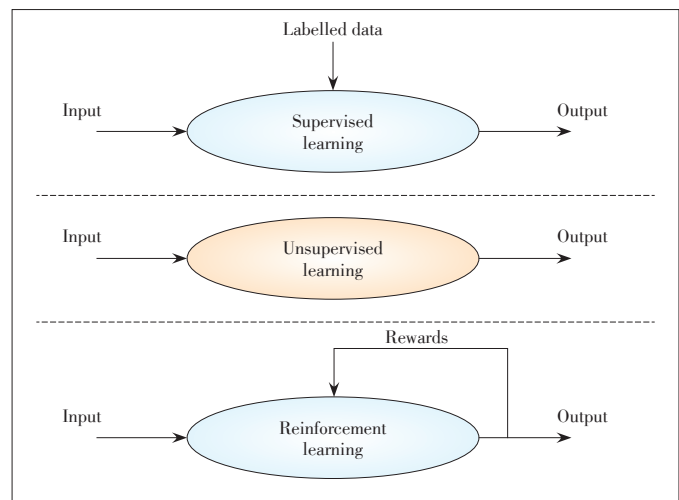 Labelled data
Input
Supervised
learning
Output
Input
Unsupervised
learning
Output
Rewards
Input
Reinforcement
learning
Output